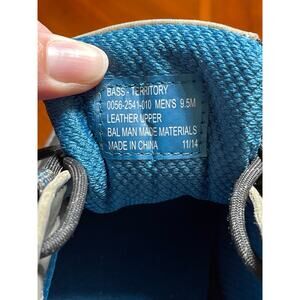 BASS - TERRITORY
0056-2541-010 MEN'S 9.5M
LEATHER UPPER
BAL MAN MADE MATERIALS
MADE IN CHINA 11/14